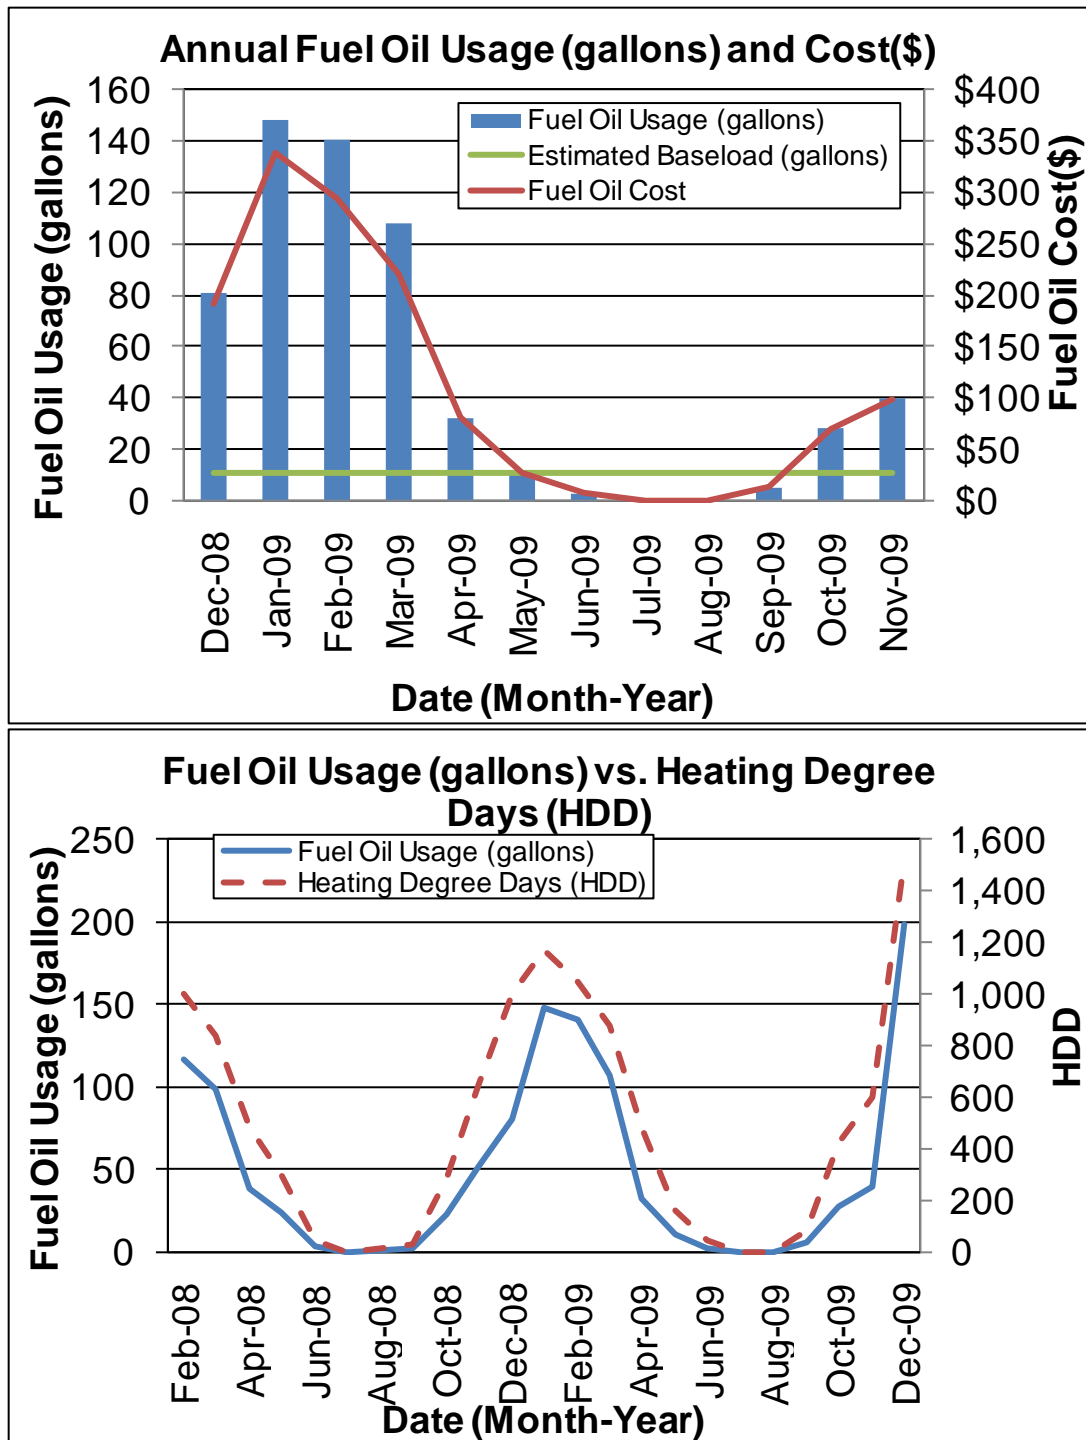 Annual Fuel Oil Usage (gallons) and Cost($)
Fuel Oil Usage (gallons)
160
140
120
100
80
60
40
20
0
Fuel Oil Usage (gallons)
Estimated Baseload (gallons)
Fuel Oil Cost
$400
$350
$300
$250
$200
$150
$100
$50
$0
Fuel Oil Cost($)
Dec-08
Jan-09
Feb-09
Mar-09
Apr-09
May-09
Jun-09
Jul-09
Aug-09
Sep-09
Oct-09
Nov-09
Date (Month-Year)
Fuel Oil Usage (gallons) vs. Heating Degree
Days (HDD)
Fuel Oil Usage (gallons)
250
200
150
100
50
0
Fuel Oil Usage (gallons)
Heating Degree Days (HDD)
1,600
1,400
1,200
1,000
800
600
400
200
0
HDD
Feb-08
Apr-08
Jun-08
Aug-08
Oct-08
Dec-08
Feb-09
Apr-09
Jun-09
Aug-09
Oct-09
Dec-09
Date (Month-Year)